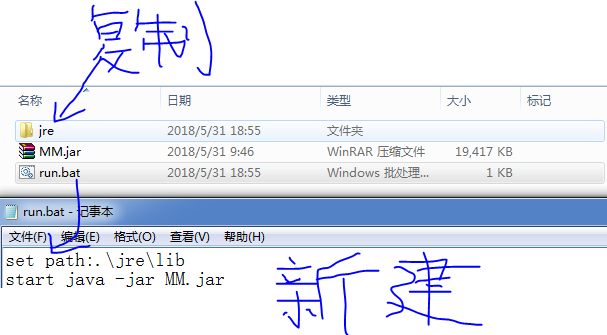 复制
名称 日期 类型 大小 标记
jre 2018/5/31 18:55 文件夹
MM.jar 2018/5/31 9:46 WinRAR 压缩文件 19,417 KB
run.bat 2018/5/31 18:55 Windows 批处理... 1 KB
run.bat - 记事本
文件(F) 编辑(E) 格式(O) 查看(V) 帮助(H)
set path:.\jre\lib
start java -jar MM.jar
新建